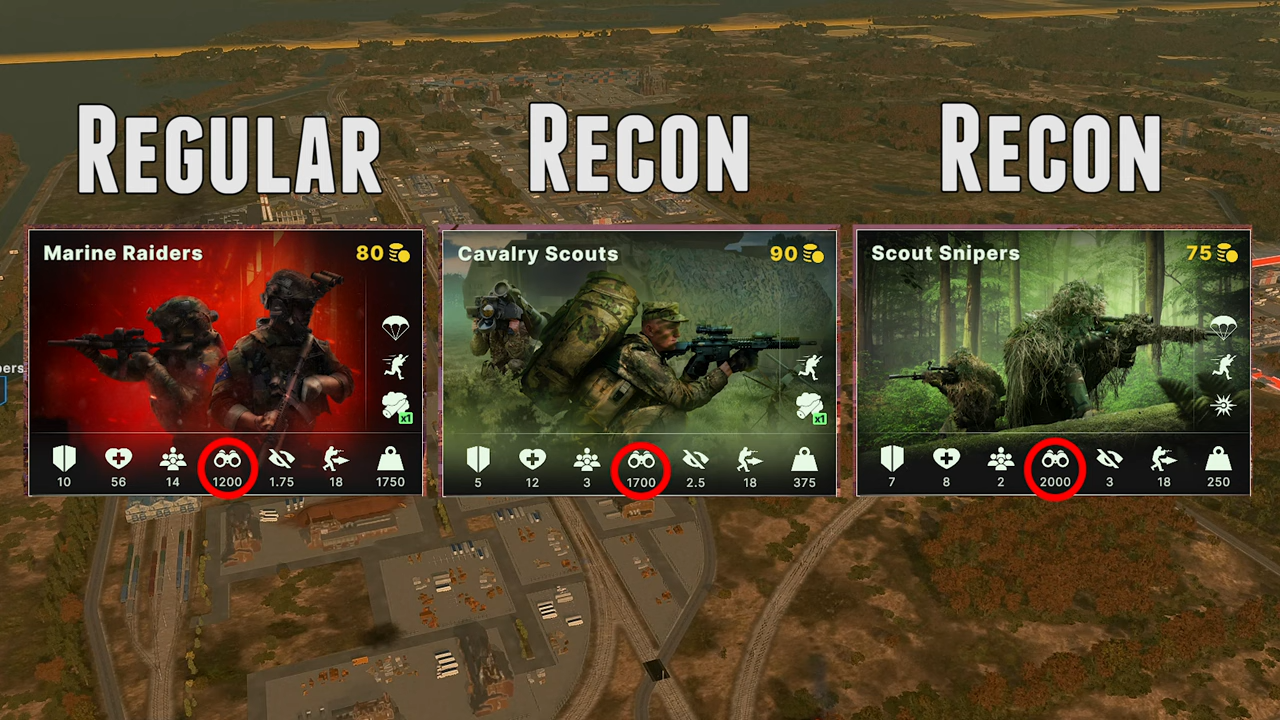 REGULAR
RECON
RECON
Marine Raiders 80
x1
10 56 14 1200 1.75 18 1750
Cavalry Scouts 90
x1
5 12 3 1700 2.5 18 375
Scout Snipers 75
7 8 2 2000 3 18 250
pers